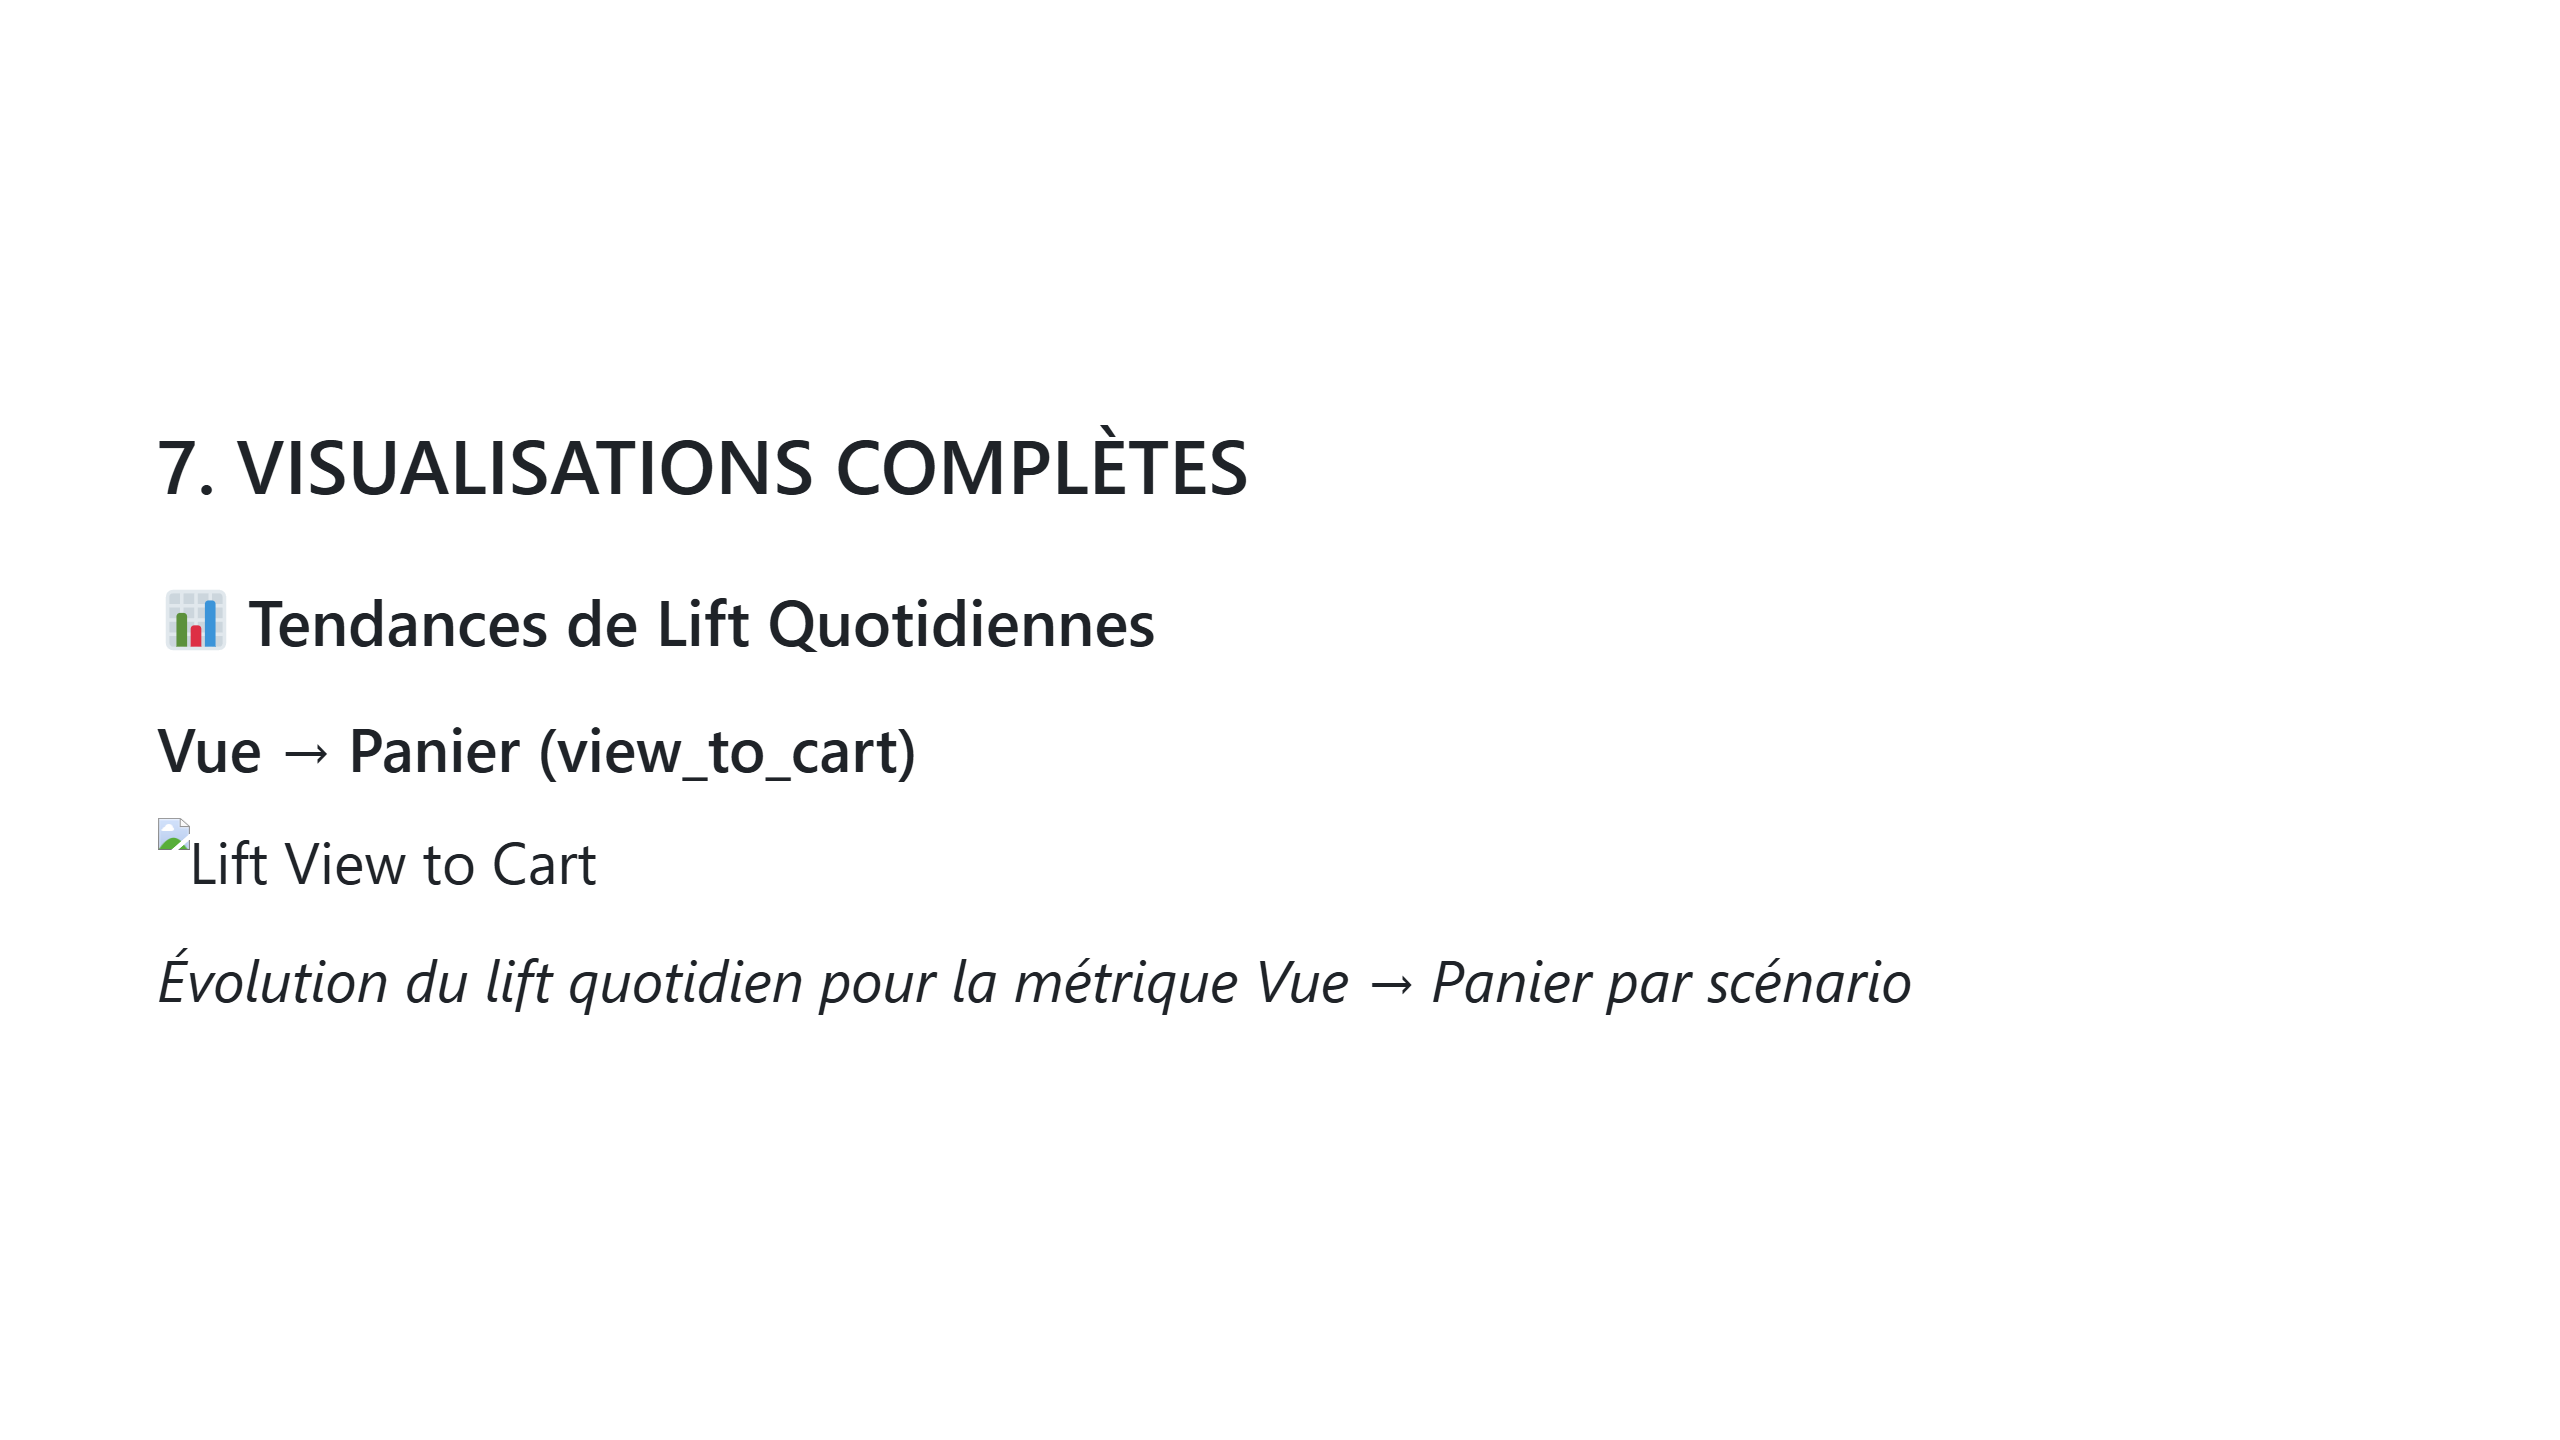 7. VISUALISATIONS COMPLÈTES
📊 Tendances de Lift Quotidiennes
Vue → Panier (view_to_cart)
Lift View to Cart
Évolution du lift quotidien pour la métrique Vue → Panier par scénario